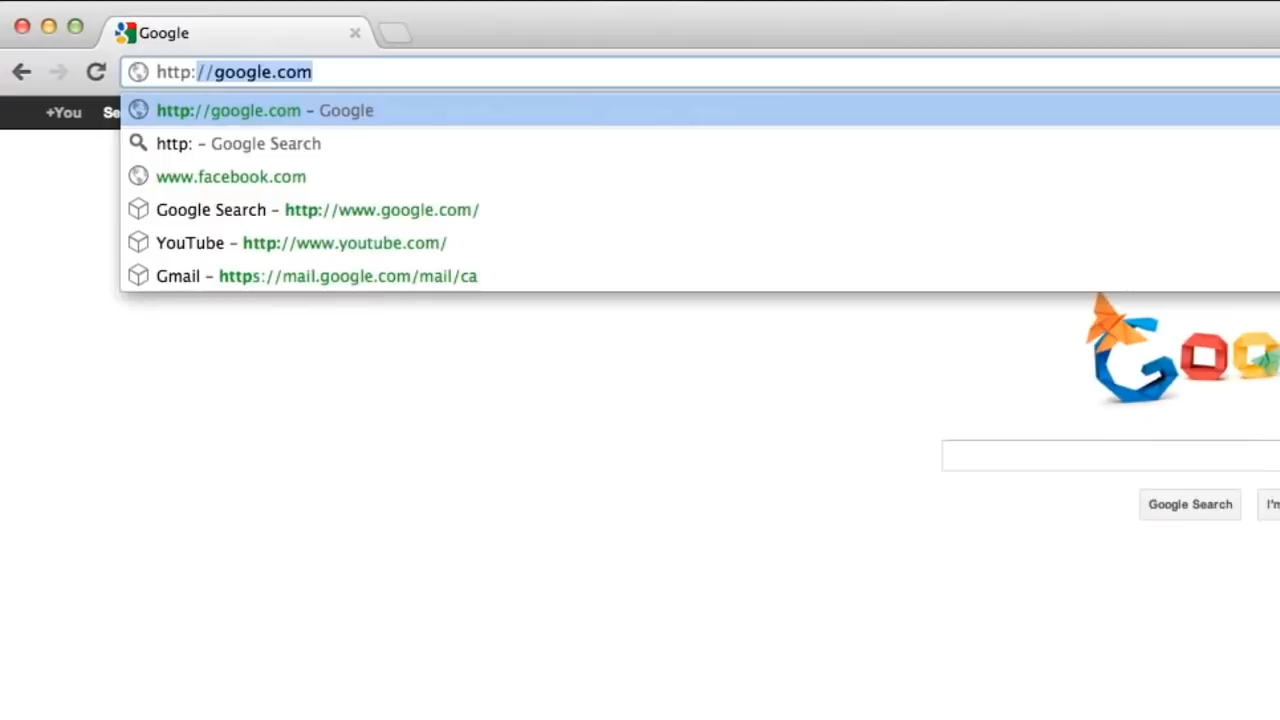 Google
http://google.com
+You
http://google.com – Google
http: – Google Search
www.facebook.com
Google Search – http://www.google.com/
YouTube – http://www.youtube.com/
Gmail – https://mail.google.com/mail/ca
Goo
Google Search